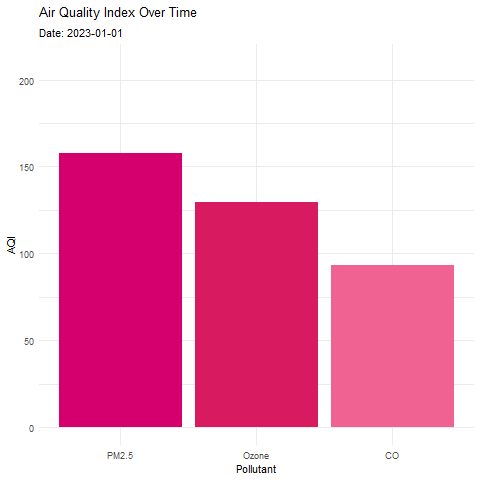 Air Quality Index Over Time
Date: 2023-01-01
200
150
100
50
0
AQI
PM2.5
Ozone
CO
Pollutant